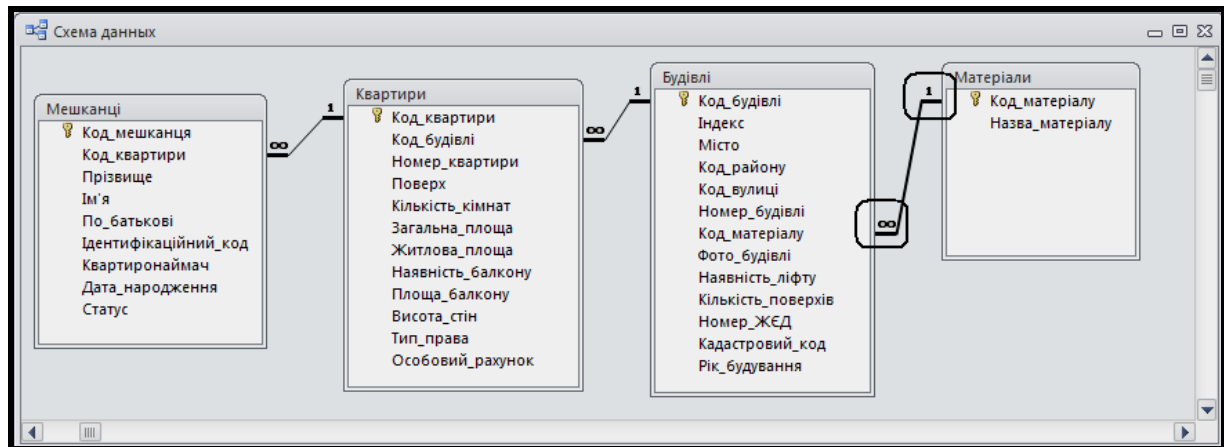 Схема данных
Мешканці
Код_мешканця
Код_квартири
Прізвище
Ім'я
По_батькові
Ідентифікаційний_код
Квартиронаймач
Дата_народження
Статус
∞
1
Квартири
Код_квартири
Код_будівлі
Номер_квартири
Поверх
Кількість_кімнат
Загальна_площа
Житлова_площа
Наявність_балкону
Площа_балкону
Висота_стін
Тип_права
Особовий_рахунок
∞
1
Будівлі
Код_будівлі
Індекс
Місто
Код_району
Код_вулиці
Номер_будівлі
Код_матеріалу
Фото_будівлі
Наявність_ліфту
Кількість_поверхів
Номер_ЖЄД
Кадастровий_код
Рік_будування
∞
1
Матеріали
Код_матеріалу
Назва_матеріалу